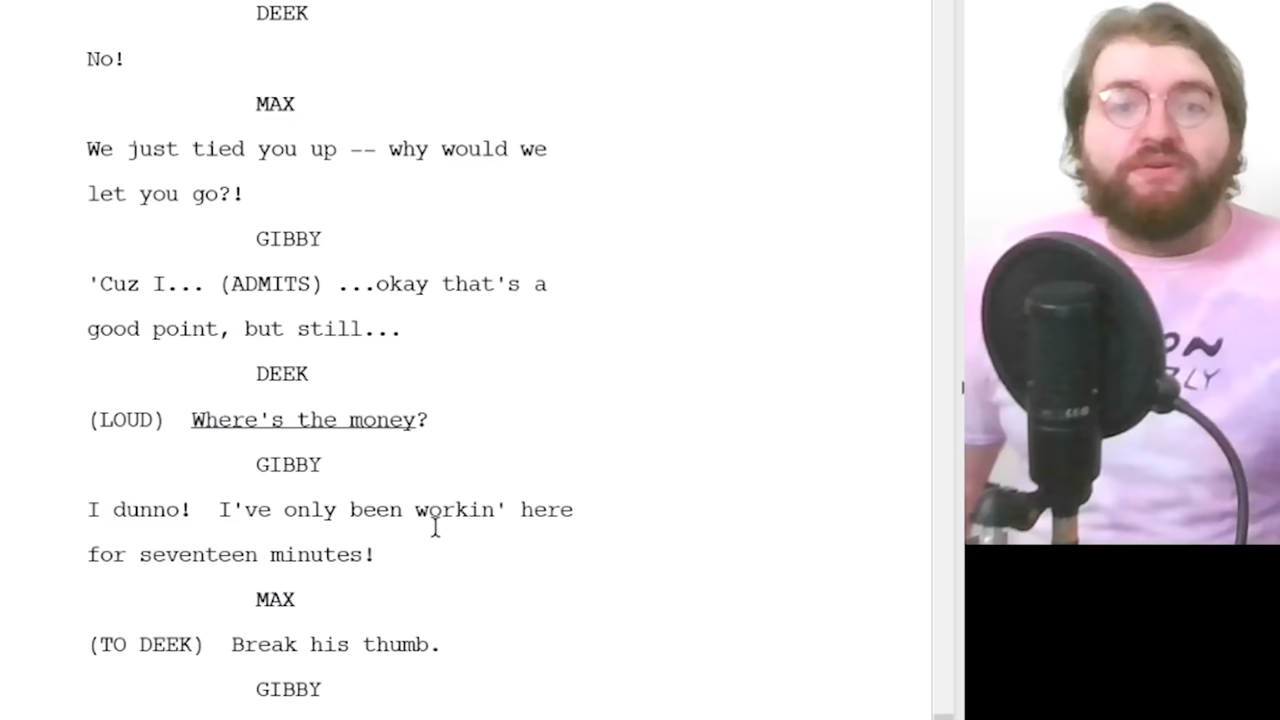 DEEK
No!
MAX
We just tied you up -- why would we
let you go?!
GIBBY
'Cuz I... (ADMITS) ...okay that's a
good point, but still...
DEEK
(LOUD)  Where's the money?
GIBBY
I dunno!  I've only been workin' here
for seventeen minutes!
MAX
(TO DEEK)  Break his thumb.
GIBBY